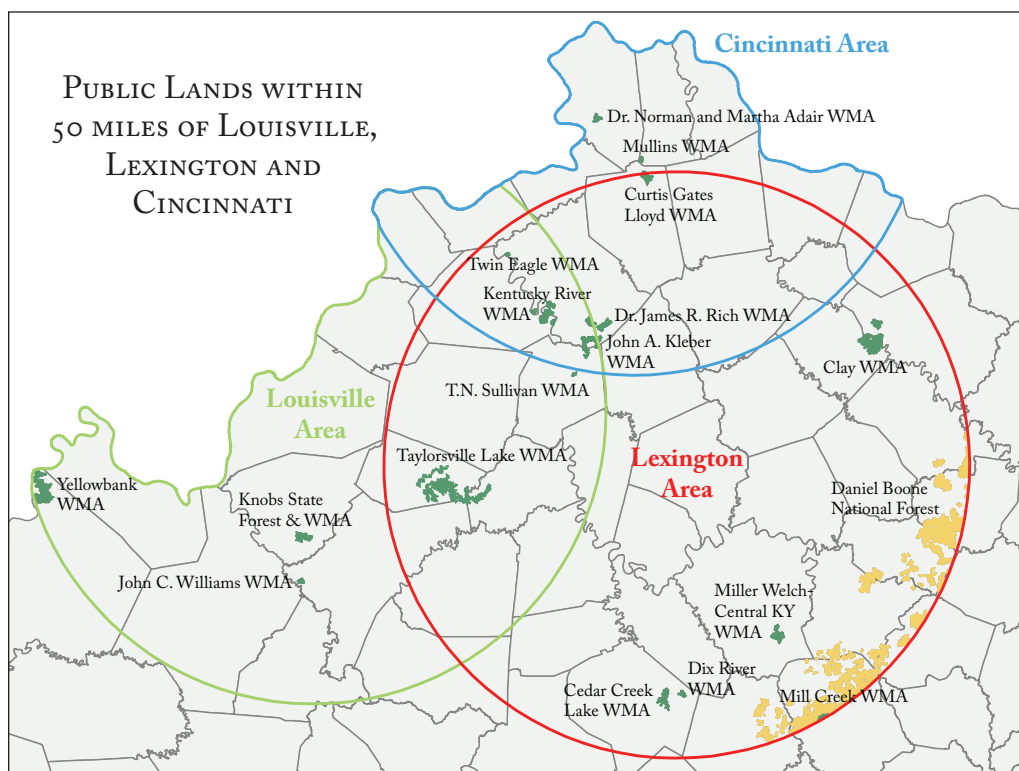 PUBLIC LANDS WITHIN
50 MILES OF LOUISVILLE,
LEXINGTON AND
CINCINNATI
Cincinnati Area
Dr. Norman and Martha Adair WMA
Mullins WMA
Curtis Gates
Lloyd WMA
Twin Eagle WMA
Kentucky River
WMA
Dr. James R. Rich WMA
John A. Kleber
WMA
Clay WMA
T.N. Sullivan WMA
Louisville
Area
Taylorsville Lake WMA
Lexington
Area
Yellowbank
WMA
Knobs State
Forest & WMA
Daniel Boone
National Forest
John C. Williams WMA
Miller Welch-
Central KY
WMA
Dix River
WMA
Cedar Creek
Lake WMA
Mill Creek WMA